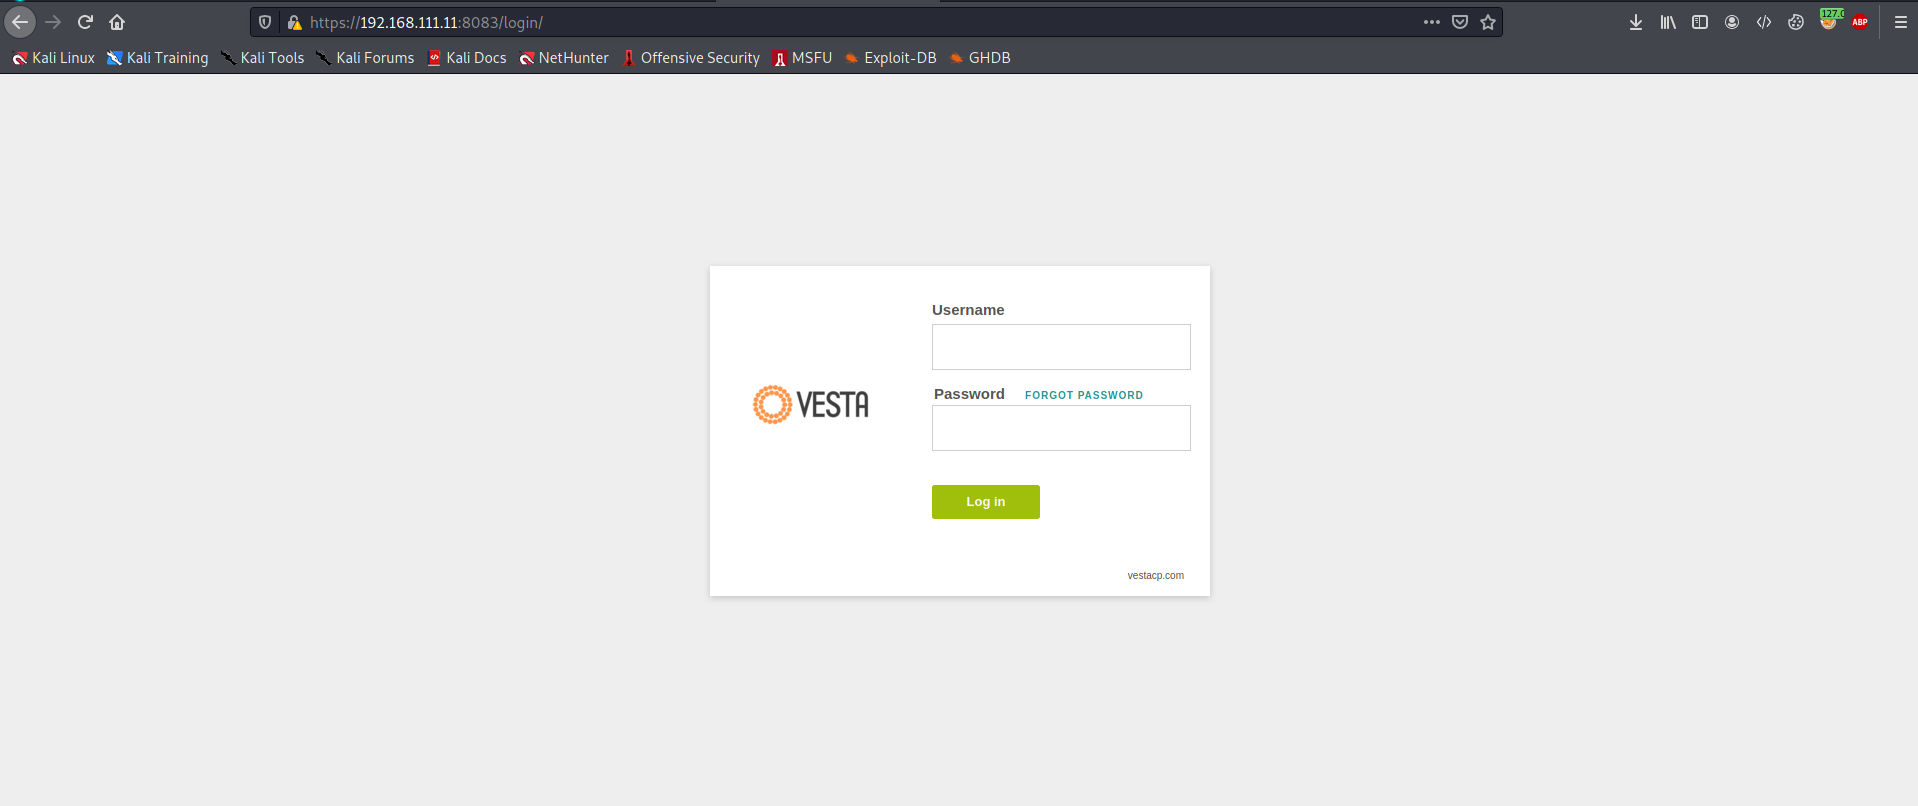 https://192.168.111.11:8083/login/
127.0
ABP
Kali Linux Kali Training Kali Tools Kali Forums Kali Docs NetHunter Offensive Security MSFU Exploit-DB GHDB
Username
VESTA
Password FORGOT PASSWORD
Log in
vestacp.com